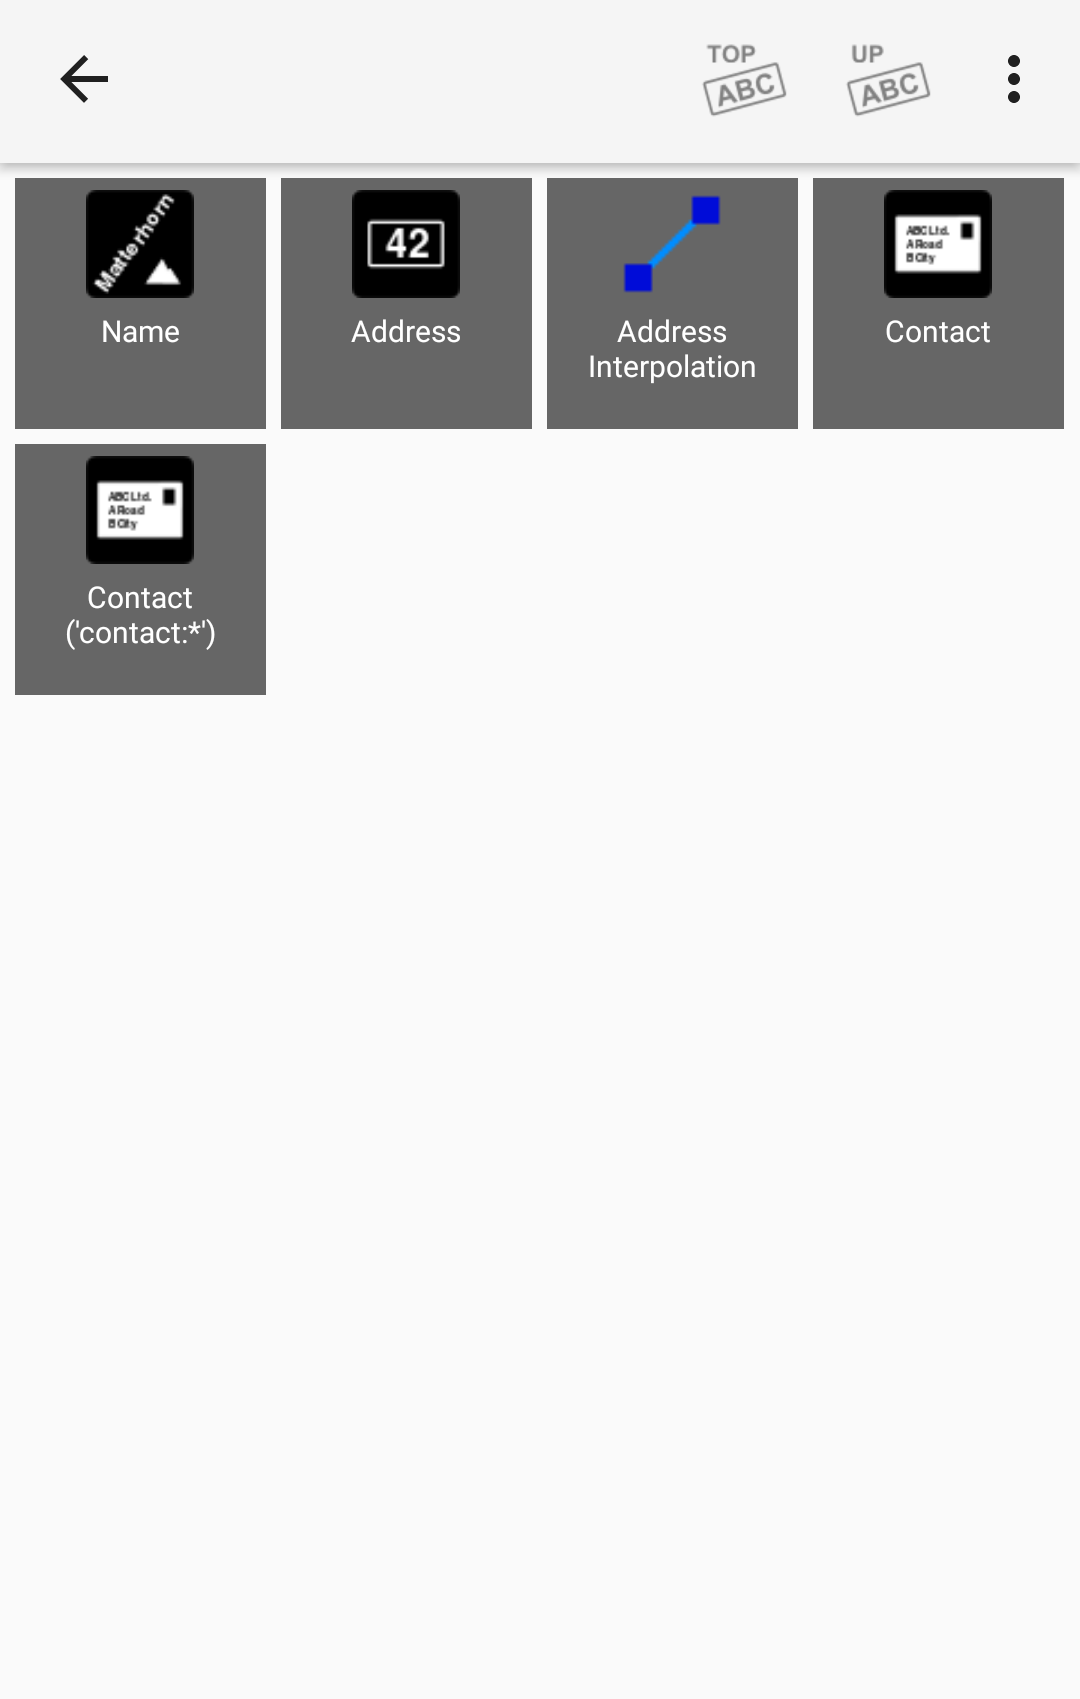 TOP
ABC
UP
ABC
Matterhorn
Name
42
Address
Address
Interpolation
ABC Ltd.
A Road
B City
Contact
ABC Ltd.
A Road
B City
Contact
('contact:*')